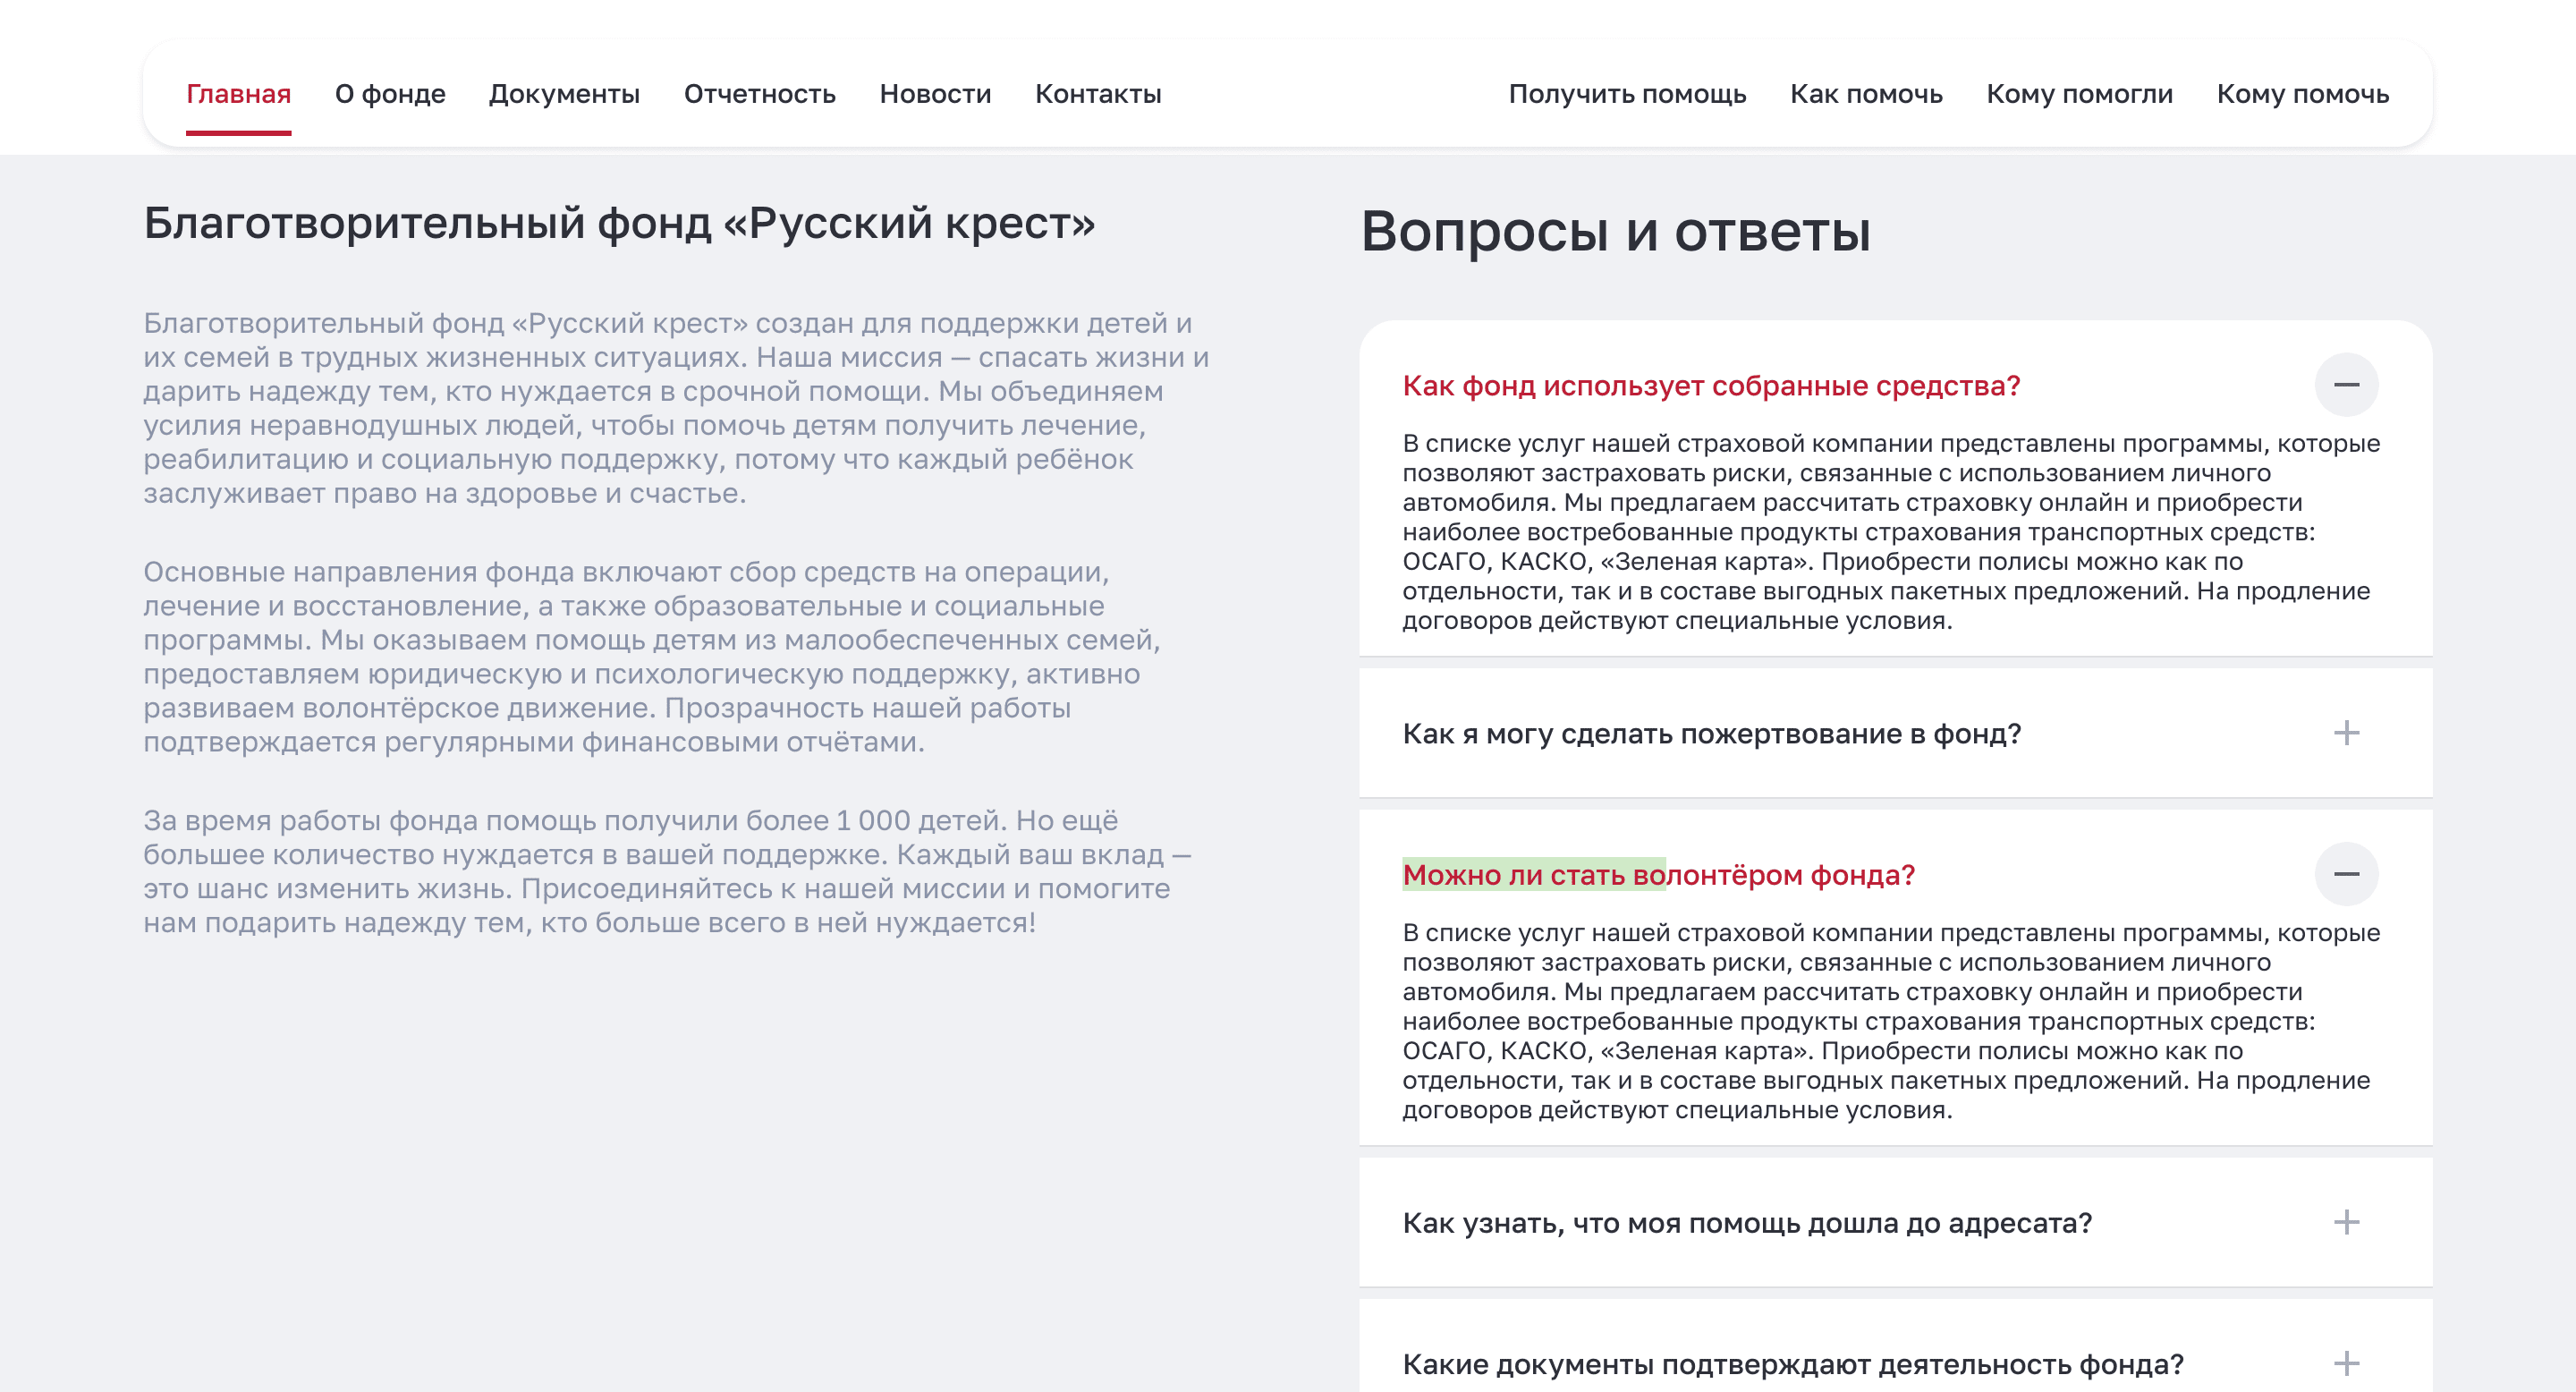 Главная О фонде Документы Отчетность Новости Контакты Получить помощь Как помочь Кому помогли Кому помочь
Благотворительный фонд «Русский крест»
Благотворительный фонд «Русский крест» создан для поддержки детей и
их семей в трудных жизненных ситуациях. Наша миссия — спасать жизни и
дарить надежду тем, кто нуждается в срочной помощи. Мы объединяем
усилия неравнодушных людей, чтобы помочь детям получить лечение,
реабилитацию и социальную поддержку, потому что каждый ребёнок
заслуживает право на здоровье и счастье.
Основные направления фонда включают сбор средств на операции,
лечение и восстановление, а также образовательные и социальные
программы. Мы оказываем помощь детям из малообеспеченных семей,
предоставляем юридическую и психологическую поддержку, активно
развиваем волонтёрское движение. Прозрачность нашей работы
подтверждается регулярными финансовыми отчётами.
За время работы фонда помощь получили более 1 000 детей. Но ещё
большее количество нуждается в вашей поддержке. Каждый ваш вклад —
это шанс изменить жизнь. Присоединяйтесь к нашей миссии и помогите
нам подарить надежду тем, кто больше всего в ней нуждается!
Вопросы и ответы
Как фонд использует собранные средства?
В списке услуг нашей страховой компании представлены программы, которые
позволяют застраховать риски, связанные с использованием личного
автомобиля. Мы предлагаем рассчитать страховку онлайн и приобрести
наиболее востребованные продукты страхования транспортных средств:
ОСАГО, КАСКО, «Зеленая карта». Приобрести полисы можно как по
отдельности, так и в составе выгодных пакетных предложений. На продление
договоров действуют специальные условия.
Как я могу сделать пожертвование в фонд?
Можно ли стать волонтёром фонда?
В списке услуг нашей страховой компании представлены программы, которые
позволяют застраховать риски, связанные с использованием личного
автомобиля. Мы предлагаем рассчитать страховку онлайн и приобрести
наиболее востребованные продукты страхования транспортных средств:
ОСАГО, КАСКО, «Зеленая карта». Приобрести полисы можно как по
отдельности, так и в составе выгодных пакетных предложений. На продление
договоров действуют специальные условия.
Как узнать, что моя помощь дошла до адресата?
Какие документы подтверждают деятельность фонда?